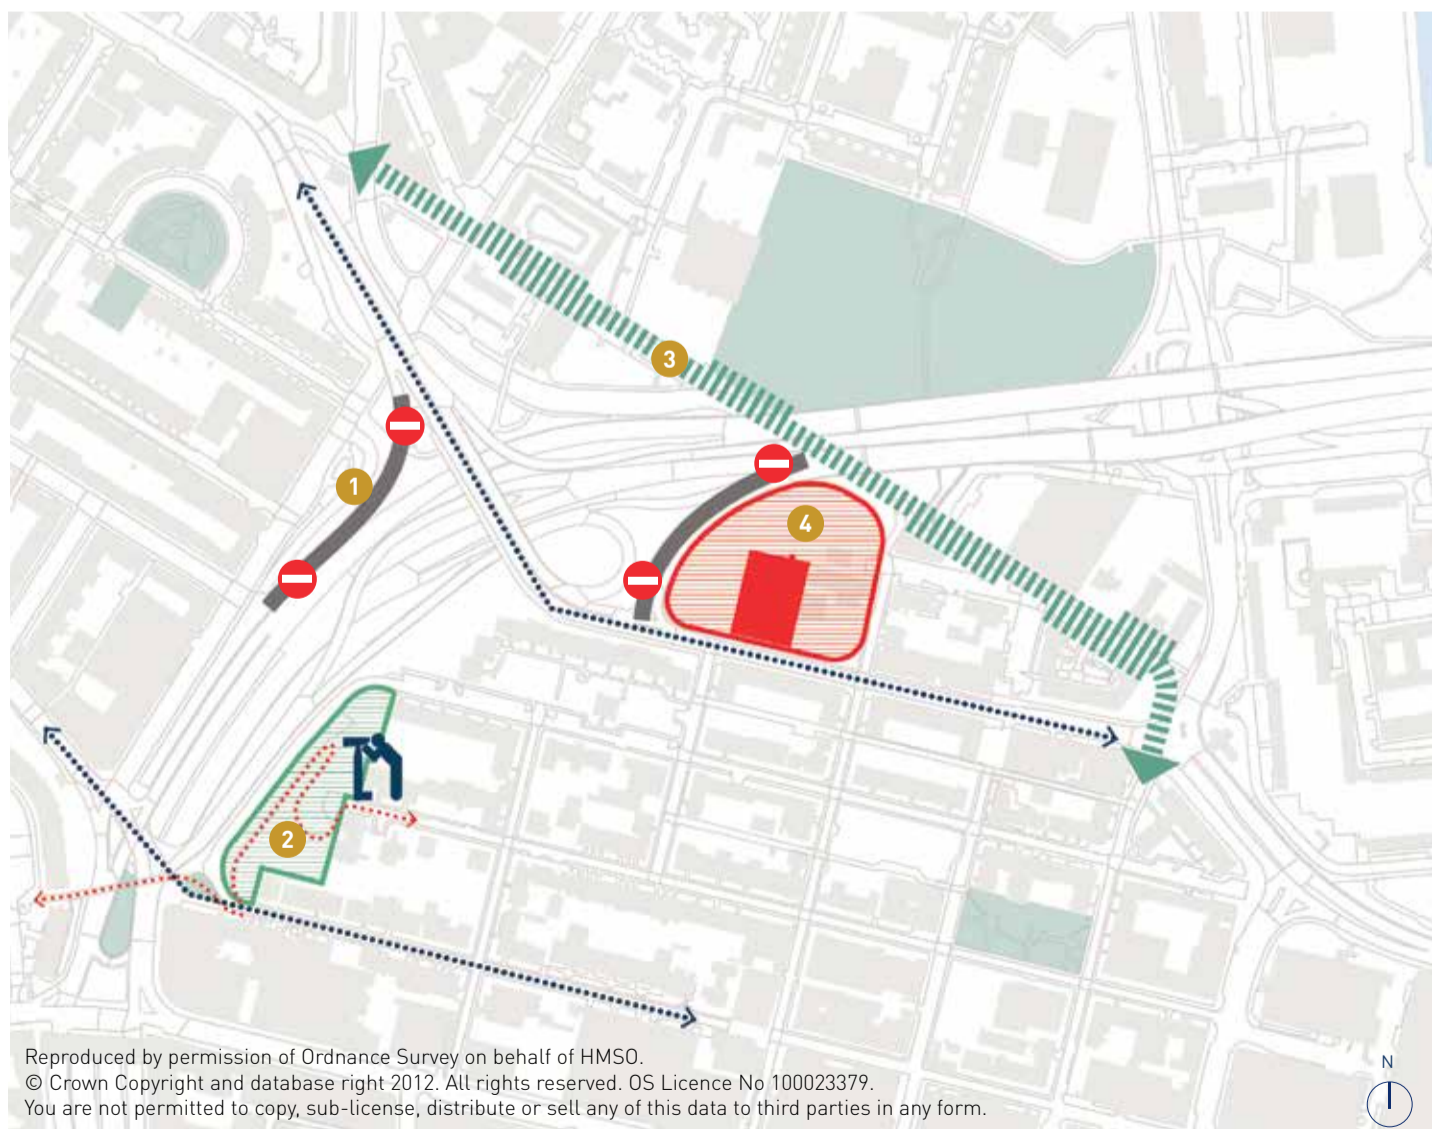 3
1
4
2
N
Reproduced by permission of Ordnance Survey on behalf of HMSO.
© Crown Copyright and database right 2012. All rights reserved. OS Licence No 100023379.
You are not permitted to copy, sub-license, distribute or sell any of this data to third parties in any form.